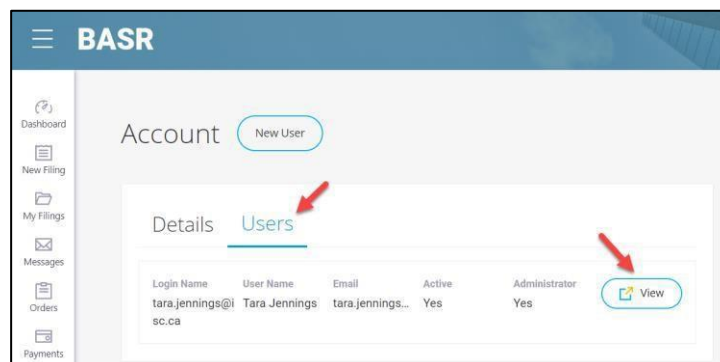 BASR
Dashboard
New Filing
My Filings
Messages
Orders
Payments
Account
New User
Details Users
Login Name User Name Email Active Administrator
tara.jennings@i Tara Jennings tara.jennings... Yes Yes View
sc.ca